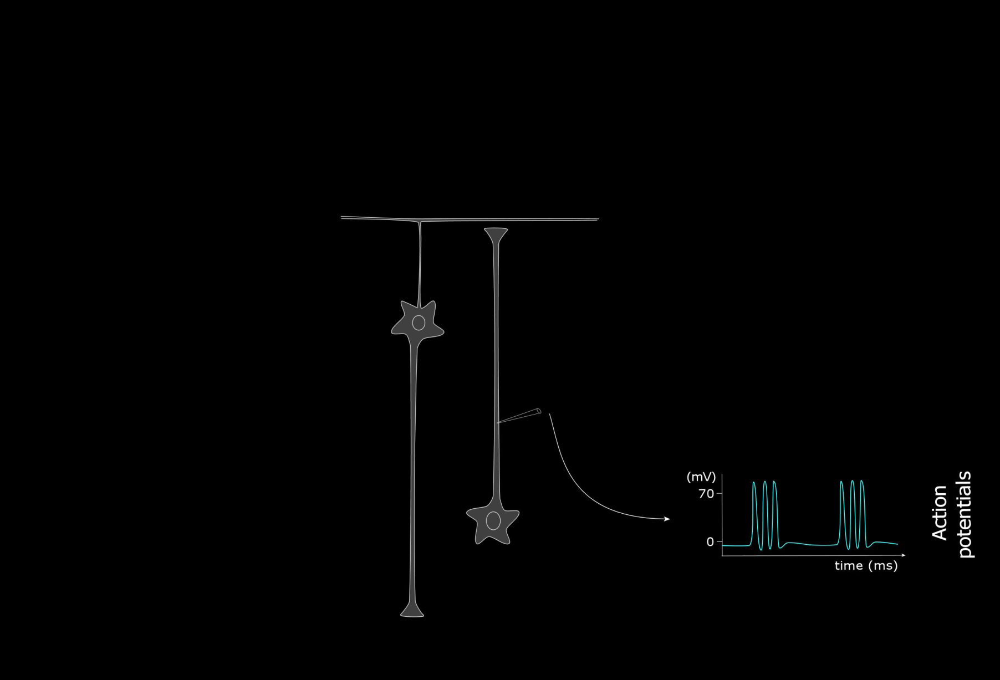 (mV)
70
0
time (ms)
Action
potentials